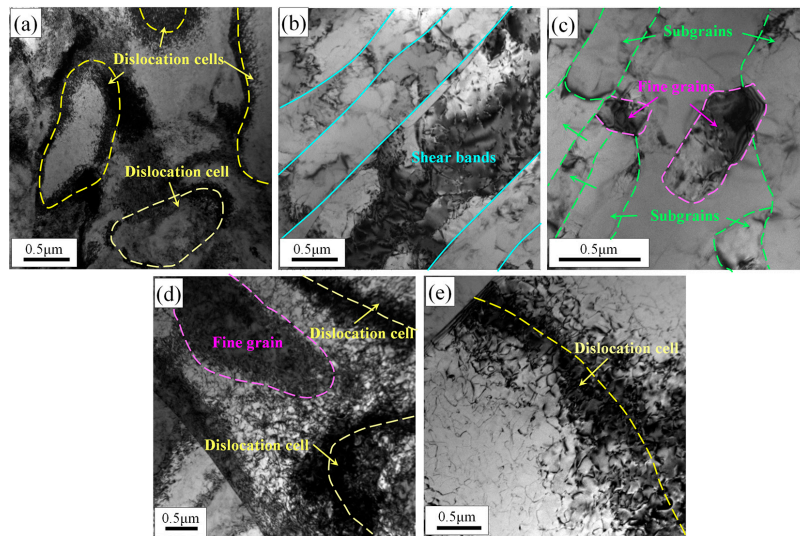 (a)
Dislocation cells
Dislocation cell
0.5μm
(b)
Shear bands
0.5μm
(c)
Subgrains
Fine grains
Subgrains
0.5μm
(d)
Dislocation cell
Fine grain
Dislocation cell
0.5μm
(e)
Dislocation cell
0.5μm